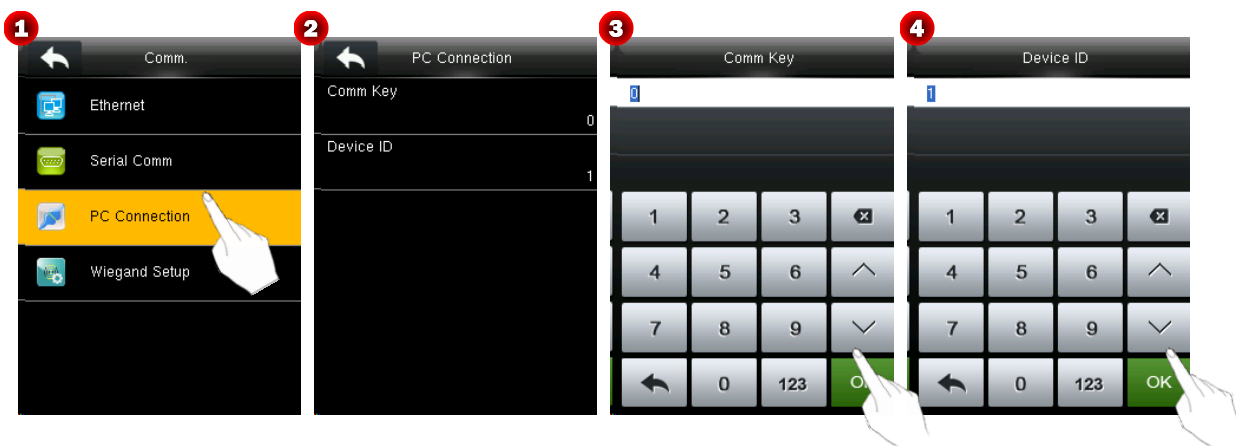 1
Comm.
Ethernet
Serial Comm
PC Connection
Wiegand Setup
2
PC Connection
Comm Key
0
Device ID
1
3
Comm Key
0
1 2 3
4 5 6
7 8 9
0 123
4
Device ID
1
1 2 3
4 5 6
7 8 9
0 123 OK